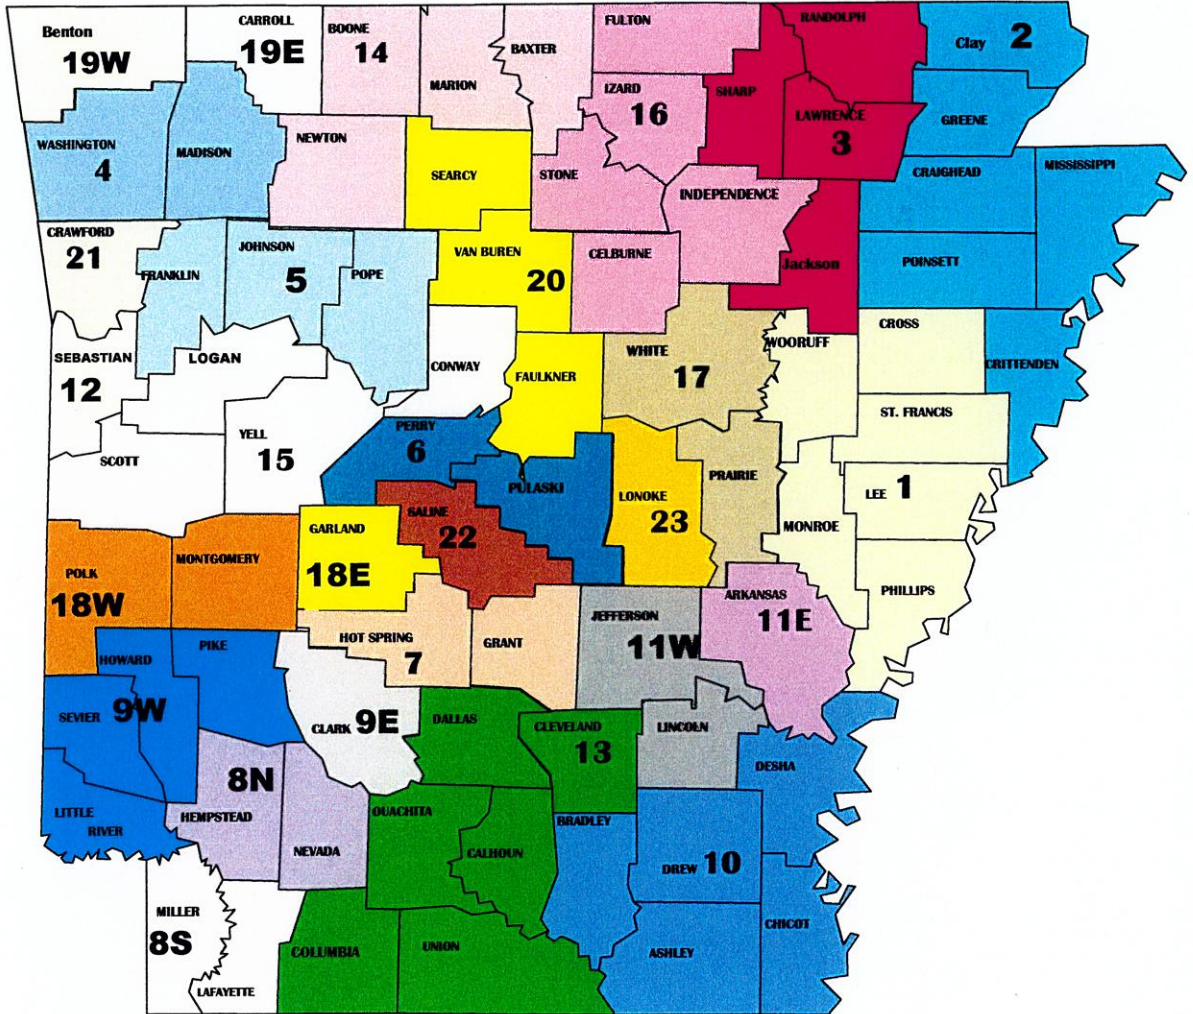 Benton
19W
CARROLL
19E
BOONE
14
MARION
BAXTER
FULTON
RANDOLPH
Clay 2
IZARD
16
SHARP
LAWRENCE
3
GREENE
WASHINGTON
4
MADISON
NEWTON
SEARCY
STONE
INDEPENDENCE
CRAIGHEAD
MISSISSIPPI
CRAWFORD
21
FRANKLIN
JOHNSON
5
POPE
VAN BUREN
20
CELBURNE
Jackson
POINSETT
SEBASTIAN
12
LOGAN
CONWAY
FAULKNER
WHITE
17
WOORUFF
CROSS
CRITTENDEN
ST. FRANCIS
SCOTT
YELL
15
PERRY
6
PULASKI
LONOKE
23
PRAIRIE
MONROE
LEE 1
PHILLIPS
POLK
18W
MONTGOMERY
GARLAND
18E
SALINE
22
HOT SPRING
7
GRANT
JEFFERSON
11W
ARKANSAS
11E
HOWARD
PIKE
SEVIER 9W
CLARK 9E
DALLAS
CLEVELAND
13
LINCOLN
DESHA
LITTLE
RIVER
8N
HEMPSTEAD
NEVADA
OUACHITA
CALHOUN
BRADLEY
DREW 10
CHICOT
MILLER
8S
LAFAYETTE
COLUMBIA
UNION
ASHLEY